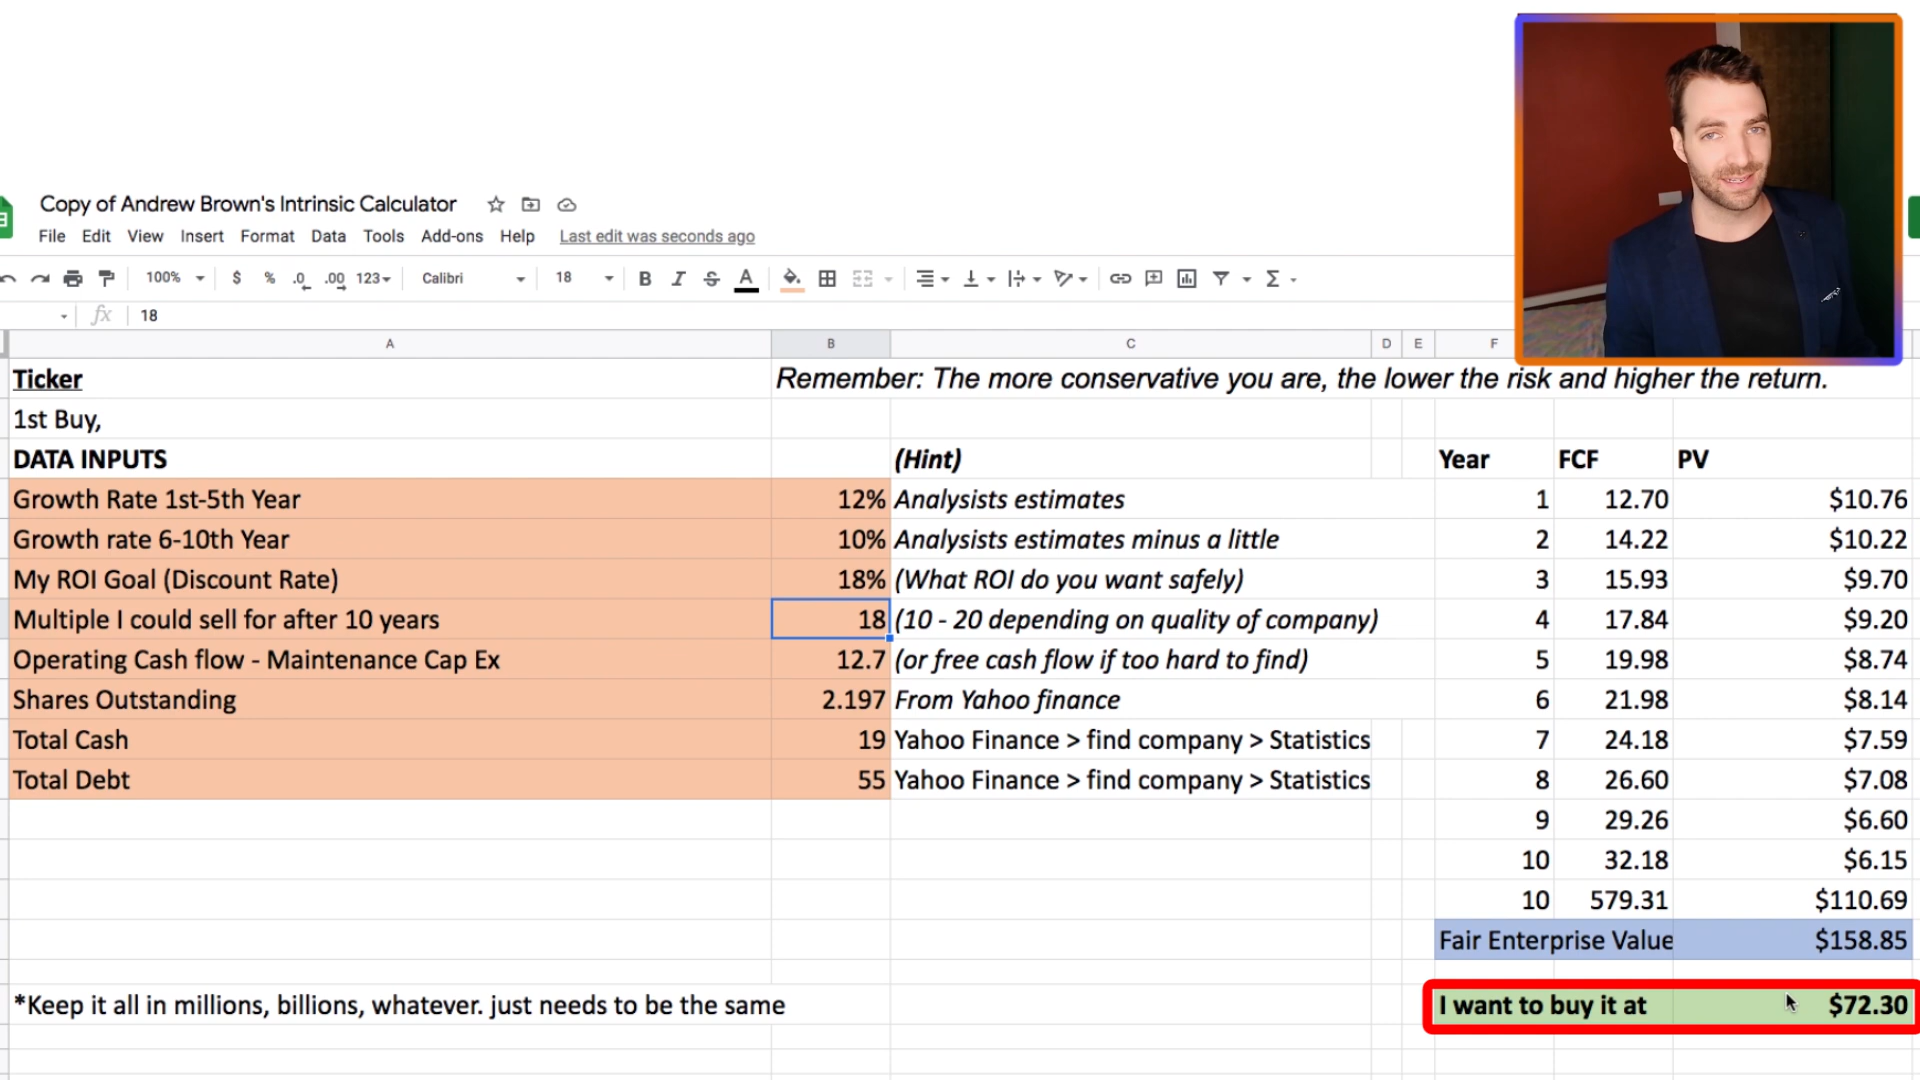 Copy of Andrew Brown's Intrinsic Calculator
File Edit View Insert Format Data Tools Add-ons Help Last edit was seconds ago
100% $ % .0 .00 123 Calibri 18 B I S A
fx 18
A B C D E F
Ticker Remember: The more conservative you are, the lower the risk and higher the return.
1st Buy,
DATA INPUTS (Hint) Year FCF PV
Growth Rate 1st-5th Year 12% Analysists estimates 1 12.70 $10.76
Growth rate 6-10th Year 10% Analysists estimates minus a little 2 14.22 $10.22
My ROI Goal (Discount Rate) 18% (What ROI do you want safely) 3 15.93 $9.70
Multiple I could sell for after 10 years 18 (10 - 20 depending on quality of company) 4 17.84 $9.20
Operating Cash flow - Maintenance Cap Ex 12.7 (or free cash flow if too hard to find) 5 19.98 $8.74
Shares Outstanding 2.197 From Yahoo finance 6 21.98 $8.14
Total Cash 19 Yahoo Finance > find company > Statistics 7 24.18 $7.59
Total Debt 55 Yahoo Finance > find company > Statistics 8 26.60 $7.08
9 29.26 $6.60
10 32.18 $6.15
10 579.31 $110.69
Fair Enterprise Value $158.85
*Keep it all in millions, billions, whatever. just needs to be the same I want to buy it at $72.30